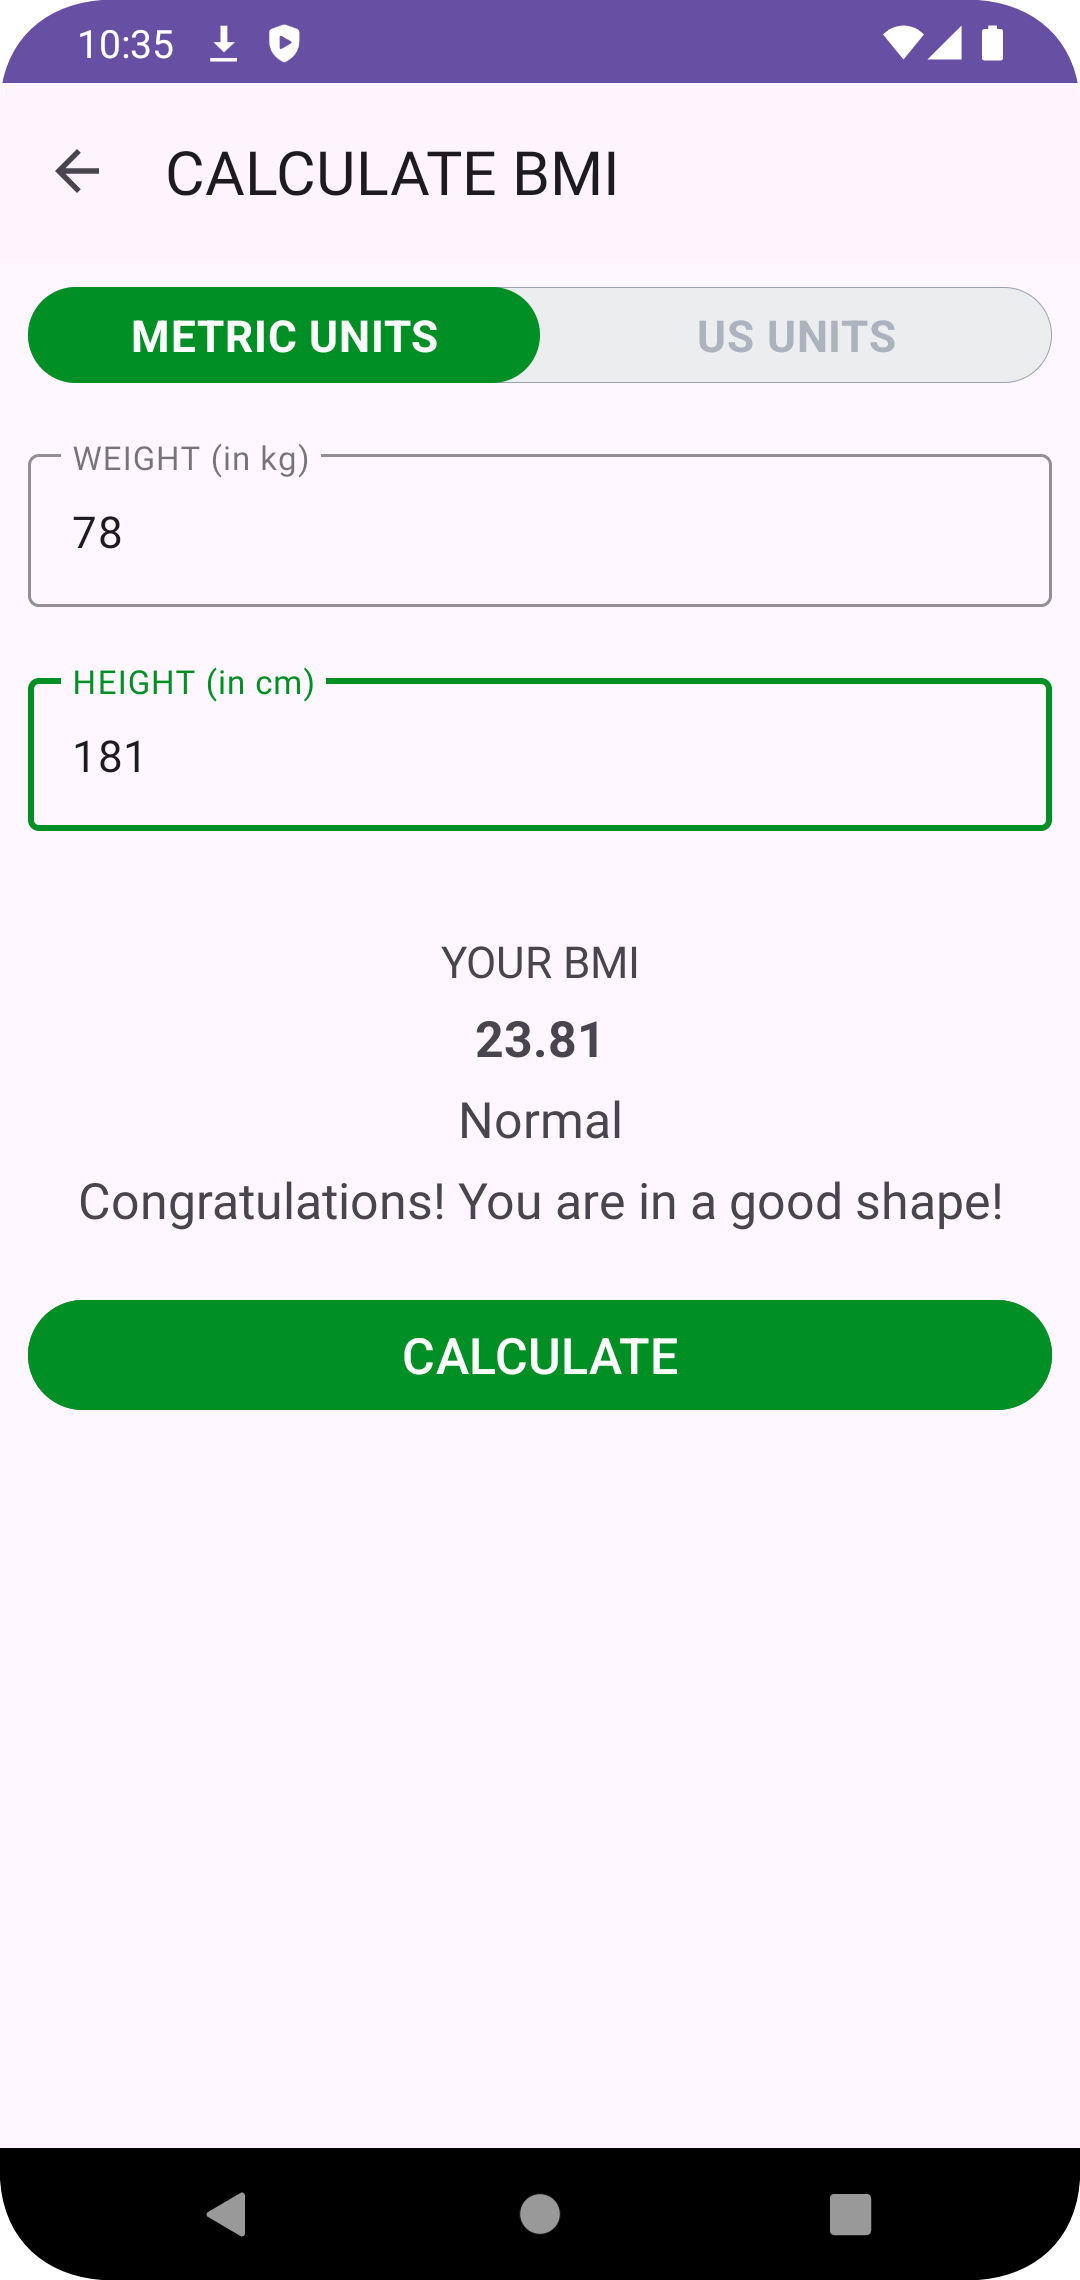 10:35
CALCULATE BMI
METRIC UNITS
US UNITS
WEIGHT (in kg)
78
HEIGHT (in cm)
181
YOUR BMI
23.81
Normal
Congratulations! You are in a good shape!
CALCULATE